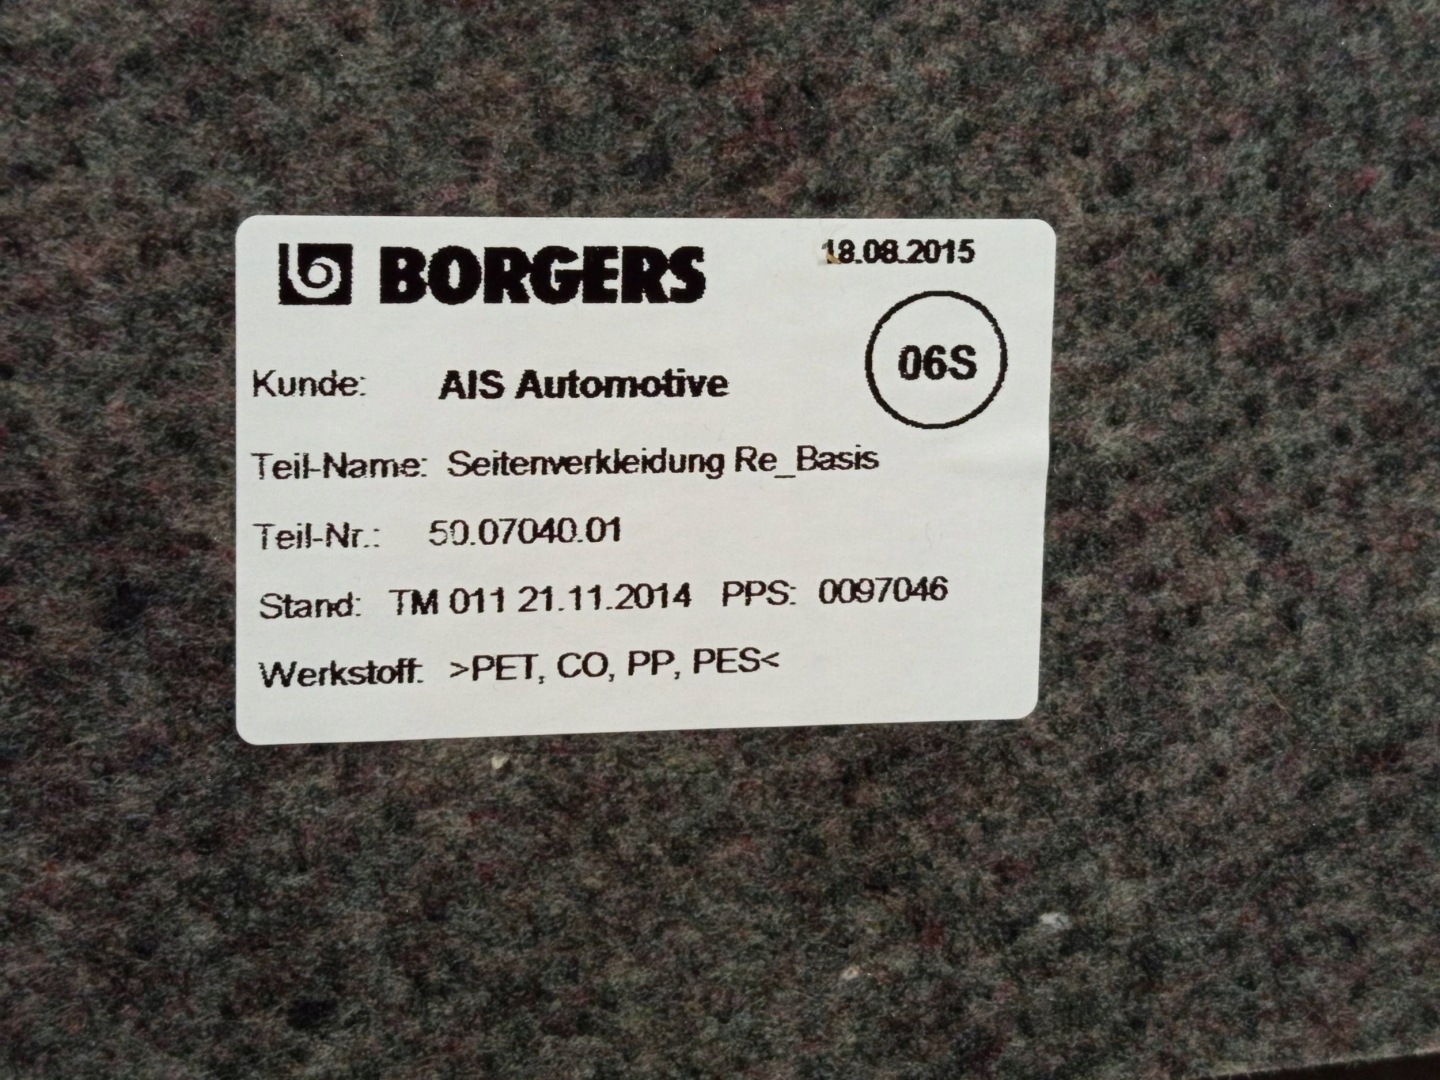 BORGERS
18.08.2015
06S
Kunde: AIS Automotive
Teil-Name: Seitenverkleidung Re_Basis
Teil-Nr.: 50.07040.01
Stand: TM 011 21.11.2014 PPS: 0097046
Werkstoff: >PET, CO, PP, PES<